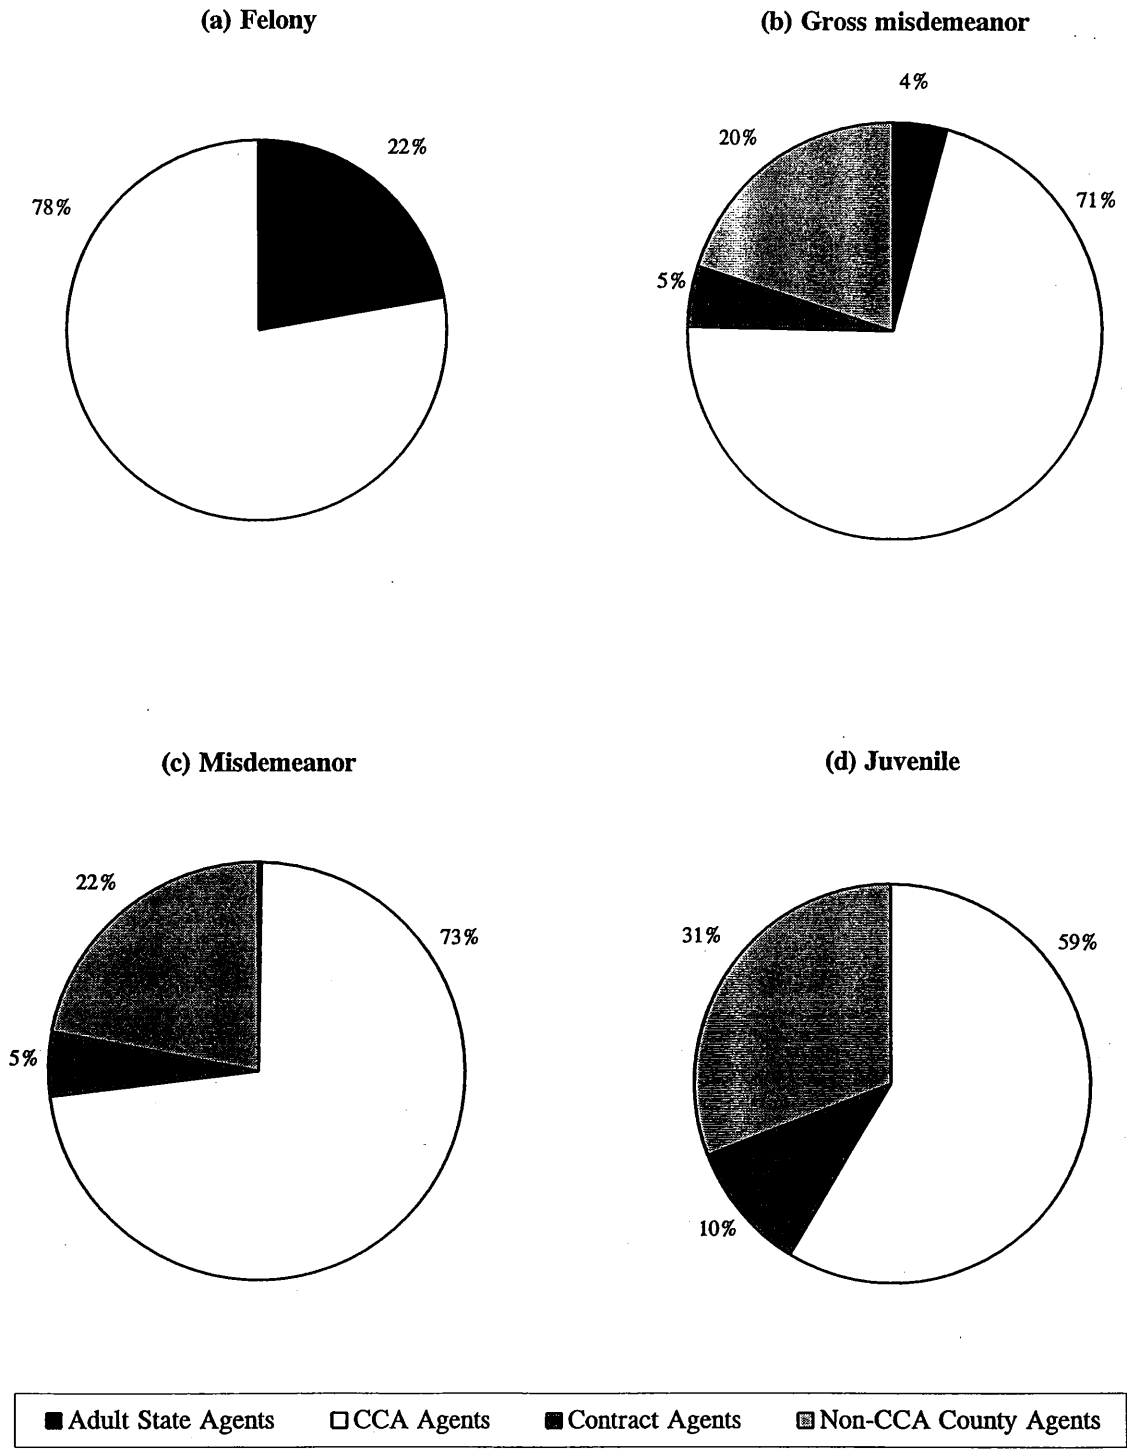 (a) Felony
(b) Gross misdemeanor
4%
22%
20%
78%
71%
5%
(c) Misdemeanor
(d) Juvenile
22%
73%
31%
59%
5%
10%
Adult State Agents CCA Agents Contract Agents Non-CCA County Agents